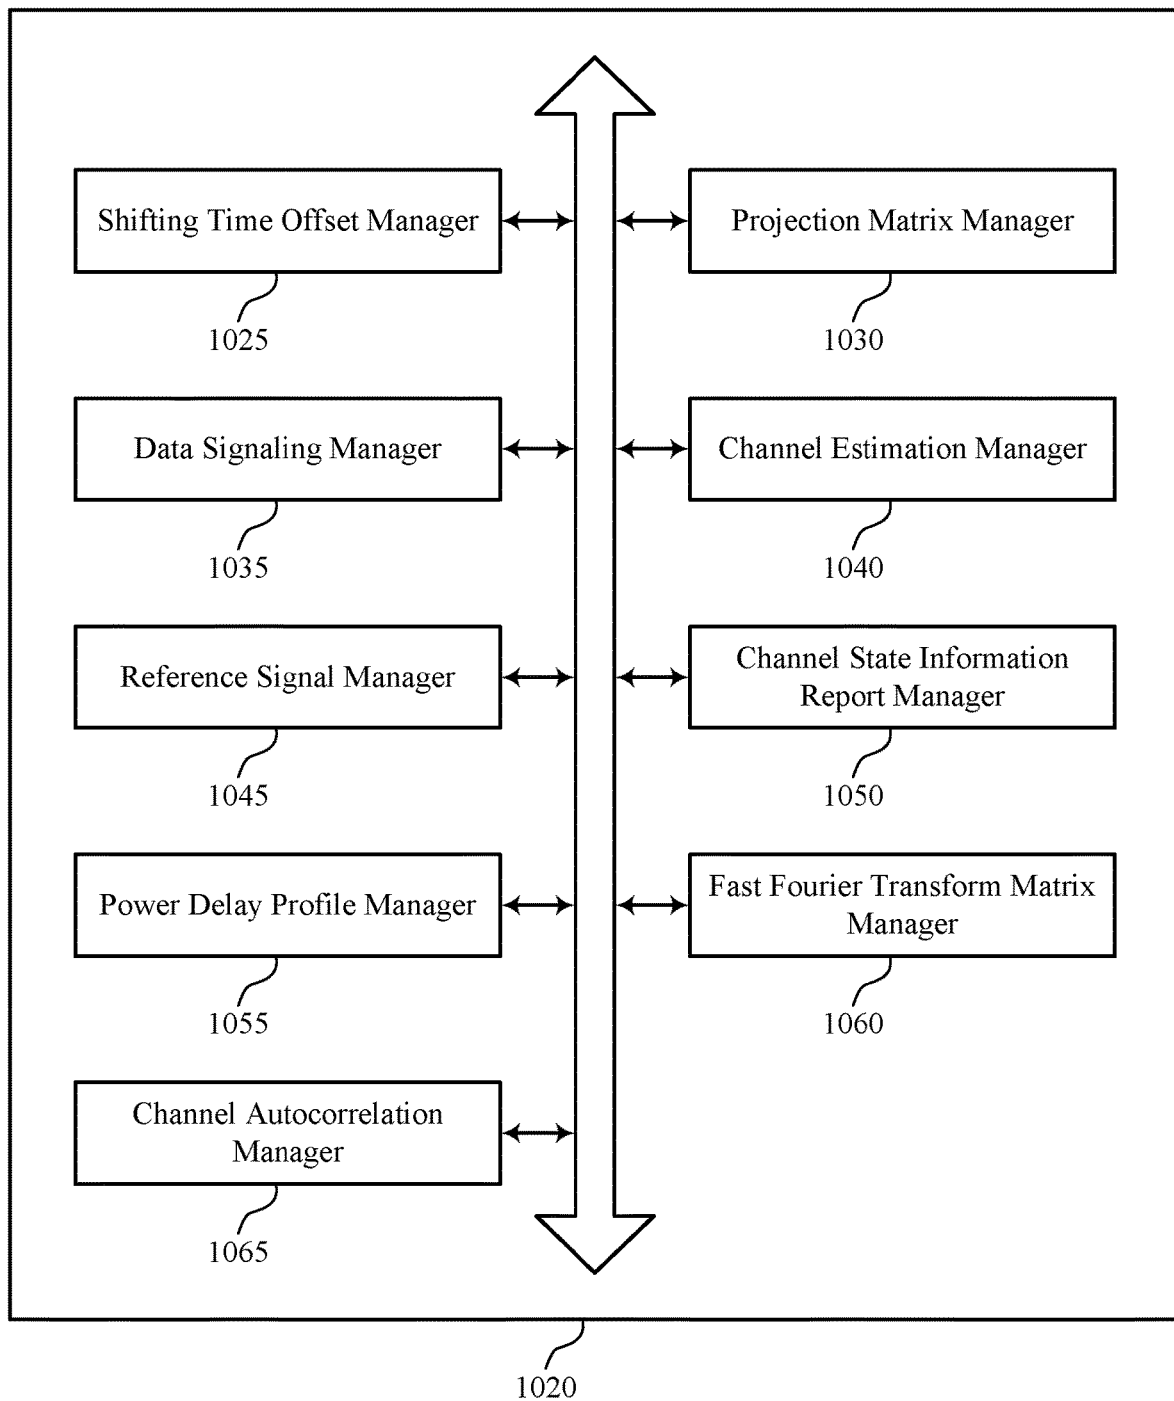 Shifting Time Offset Manager
1025
Projection Matrix Manager
1030
Data Signaling Manager
1035
Channel Estimation Manager
1040
Reference Signal Manager
1045
Channel State Information
Report Manager
1050
Power Delay Profile Manager
1055
Fast Fourier Transform Matrix
Manager
1060
Channel Autocorrelation
Manager
1065
1020